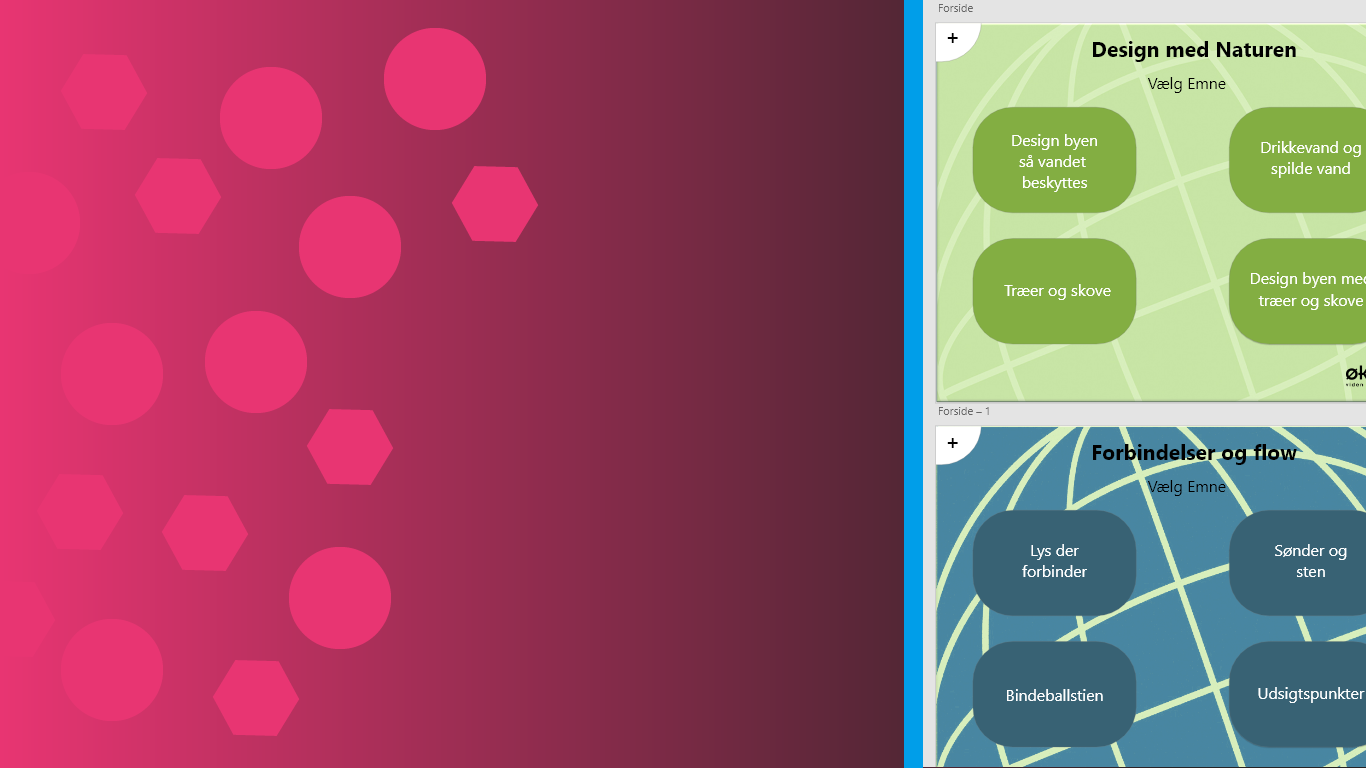 Forside
+
Design med Naturen
Vælg Emne
Design byen
så vandet
beskyttes
Drikkevand og
spilde vand
Træer og skove
Design byen med
træer og skove
øk
viden
Forside – 1
+
Forbindelser og flow
Vælg Emne
Lys der
forbinder
Sønder og
sten
Bindeballstien
Udsigtspunkter